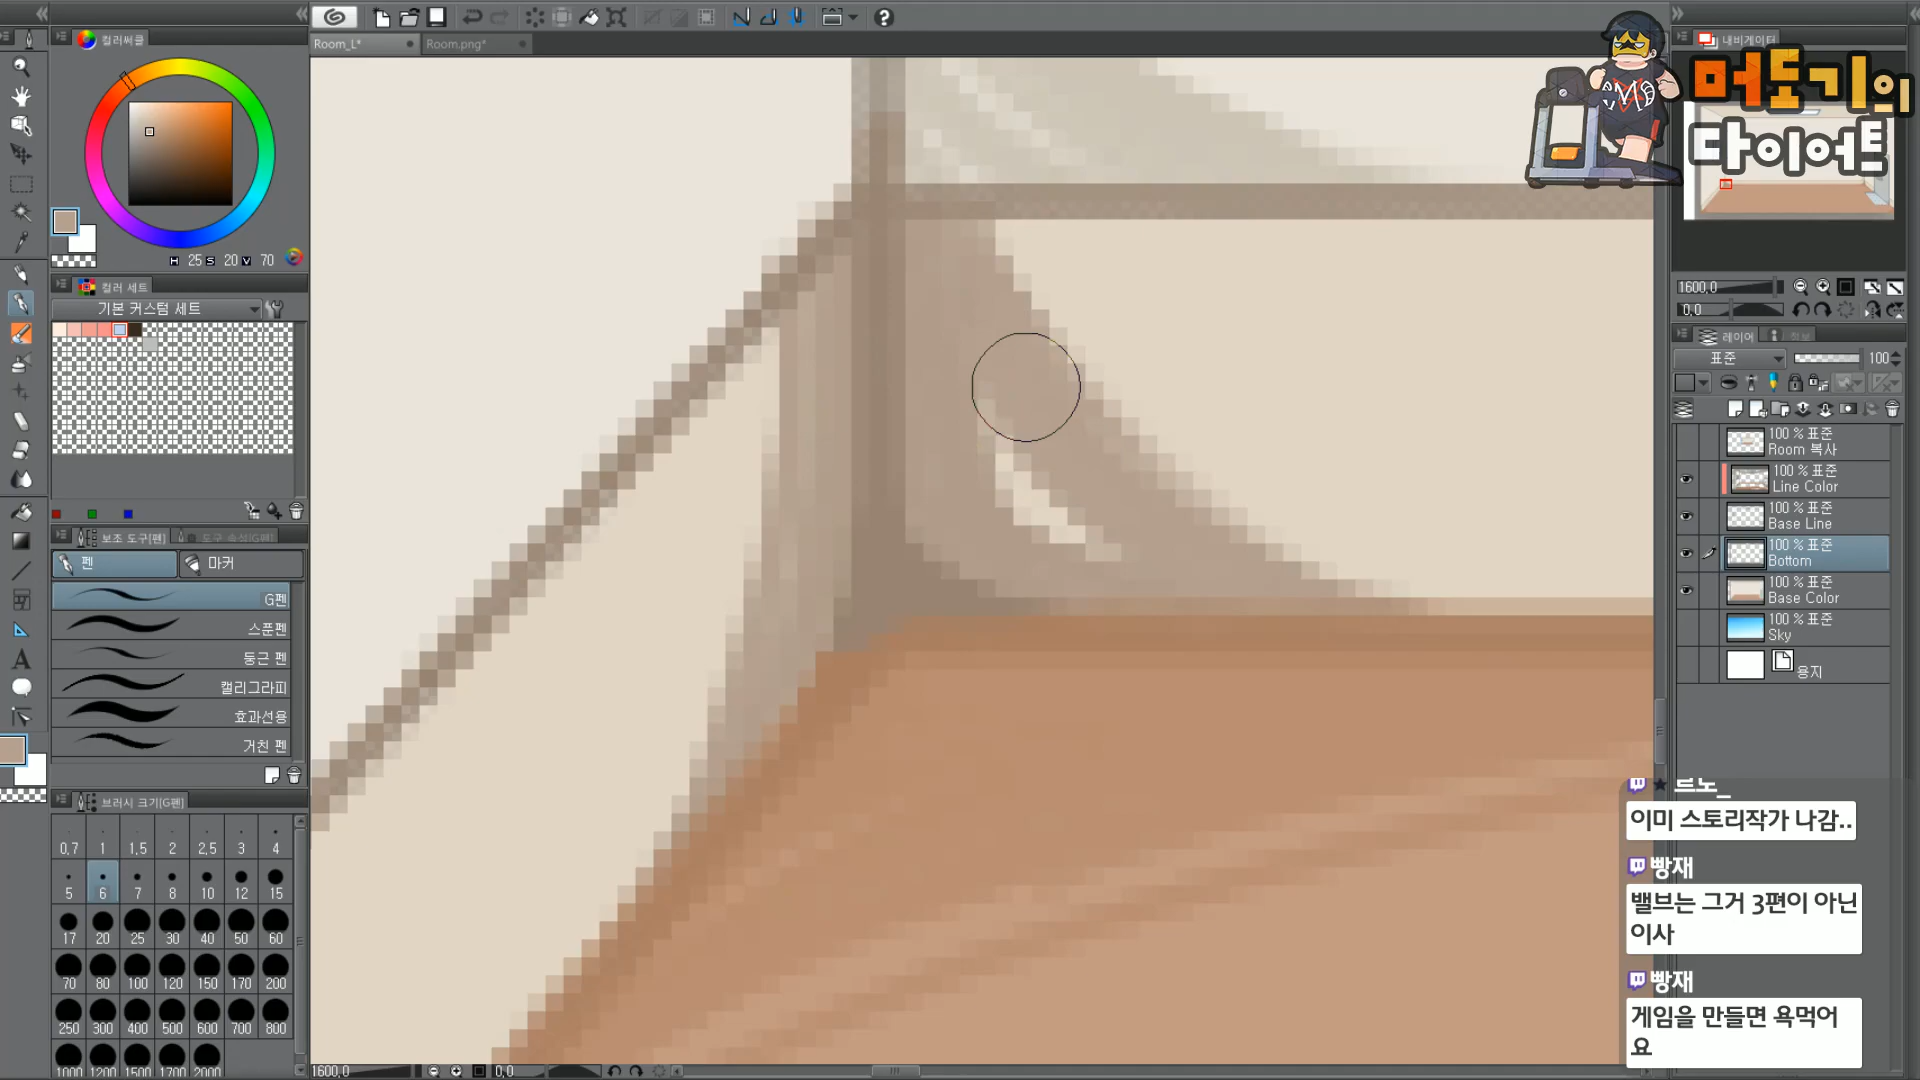 Room_L*
Room.png*
컬러써클
H 25 S 20 V 70
컬러 세트
기본 커스텀 세트
보조 도구[펜]
도구 속성[G펜]
펜
마커
G펜
스푼펜
둥근 펜
캘리그라피
효과선용
거친 펜
브러시 크기[G펜]
0.7 1 1.5 2 2.5 3 4
5 6 7 8 10 12 15
17 20 25 30 40 50 60
70 80 100 120 150 170 200
250 300 400 500 600 700 800
1000 1200 1500 1700 2000
1600.0
0.0
머도기의
다이어트
내비게이터
1600.0
0.0
레이어
정보
표준
100
100 % 표준
Room 복사
100 % 표준
Line Color
100 % 표준
Base Line
100 % 표준
Bottom
100 % 표준
Base Color
100 % 표준
Sky
용지
이미 스토리작가 나감..
빵재
밸브는 그거 3편이 아닌
이사
빵재
게임을 만들면 욕먹어
요